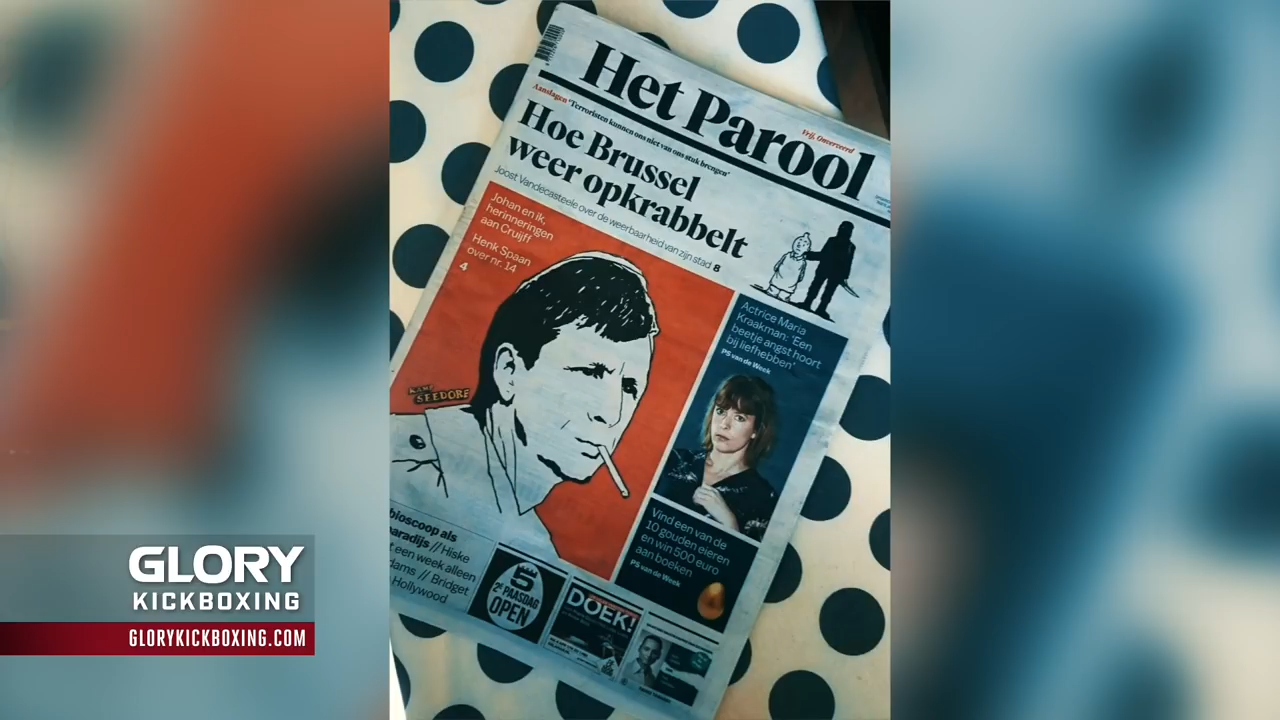 Het Parool
Vrij, Onverveerd
Aanslagen 'Terroristen kunnen ons niet van ons stuk brengen'
Hoe Brussel
weer opkrabbelt
Joost Vandecasteele over de weerbaarheid van zijn stad 8
Johan en ik,
herinneringen
aan Cruijff
Henk Spaan
over nr. 14
4
SEEDORF
Actrice Maria
Kraakman: 'Een
beetje angst hoort
bij liefhebben'
PS van de Week
Vind een van de
10 gouden eieren
en win 500 euro
aan boeken
PS van de Week
bioscoop als
paradijs // Hiske
t een week alleen
dams // Bridget
Hollywood
5
2e PAASDAG
OPEN
DOEK!
GLORY
KICKBOXING
GLORYKICKBOXING.COM